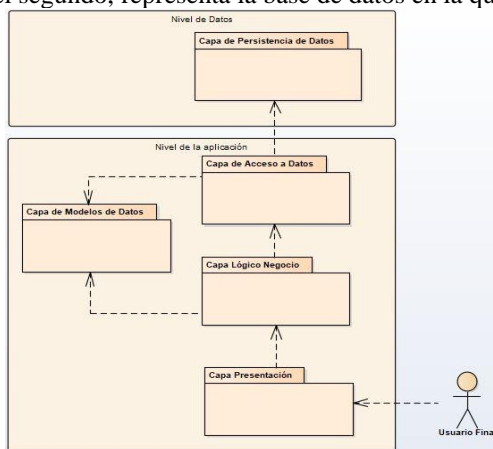 el segundo, representa la base de datos en la qu
Nivel de Datos
Capa de Persistencia de Datos
Nivel de la aplicación
Capa de Acceso a Datos
Capa de Modelos de Datos
Capa Lógico Negocio
Capa Presentación
Usuario Fina